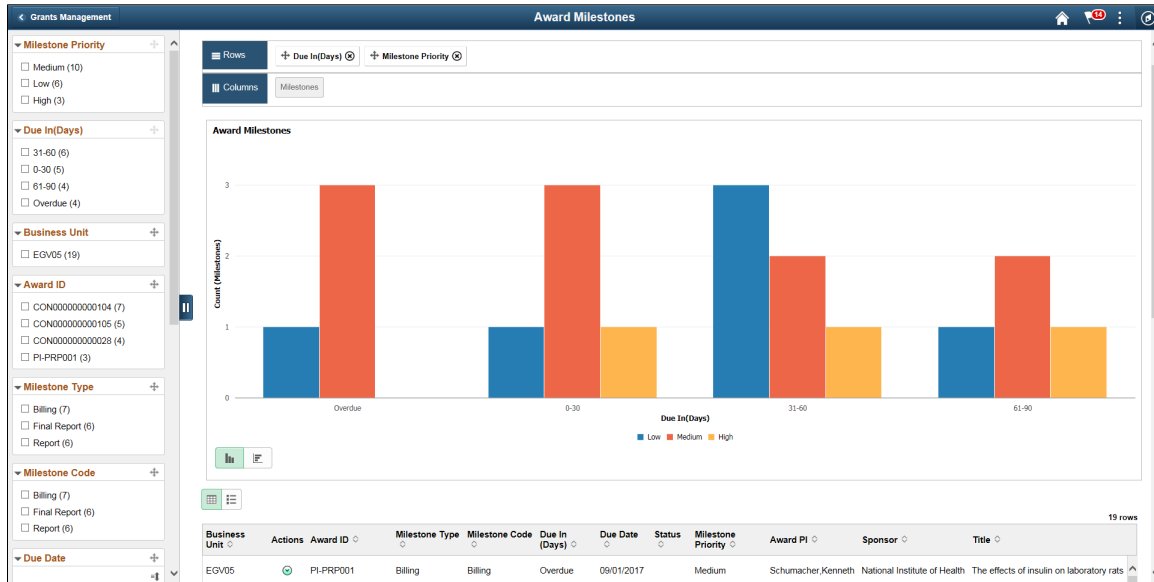 Grants Management
Award Milestones
14
Milestone Priority
Medium (10)
Low (6)
High (3)
Due In(Days)
31-60 (6)
0-30 (5)
61-90 (4)
Overdue (4)
Business Unit
EGV05 (19)
Award ID
CON000000000104 (7)
CON000000000105 (5)
CON000000000028 (4)
PI-PRP001 (3)
Milestone Type
Billing (7)
Final Report (6)
Report (6)
Milestone Code
Billing (7)
Final Report (6)
Report (6)
Due Date
Rows
Due In(Days)
Milestone Priority
Columns
Milestones
Award Milestones
Count (Milestones)
3
2
1
0
Overdue
0-30
31-60
61-90
Due In(Days)
Low
Medium
High
19 rows
Business Unit
Actions
Award ID
Milestone Type
Milestone Code
Due In (Days)
Due Date
Status
Milestone Priority
Award PI
Sponsor
Title
EGV05
PI-PRP001
Billing
Billing
Overdue
09/01/2017
Medium
Schumacher,Kenneth
National Institute of Health
The effects of insulin on laboratory rats